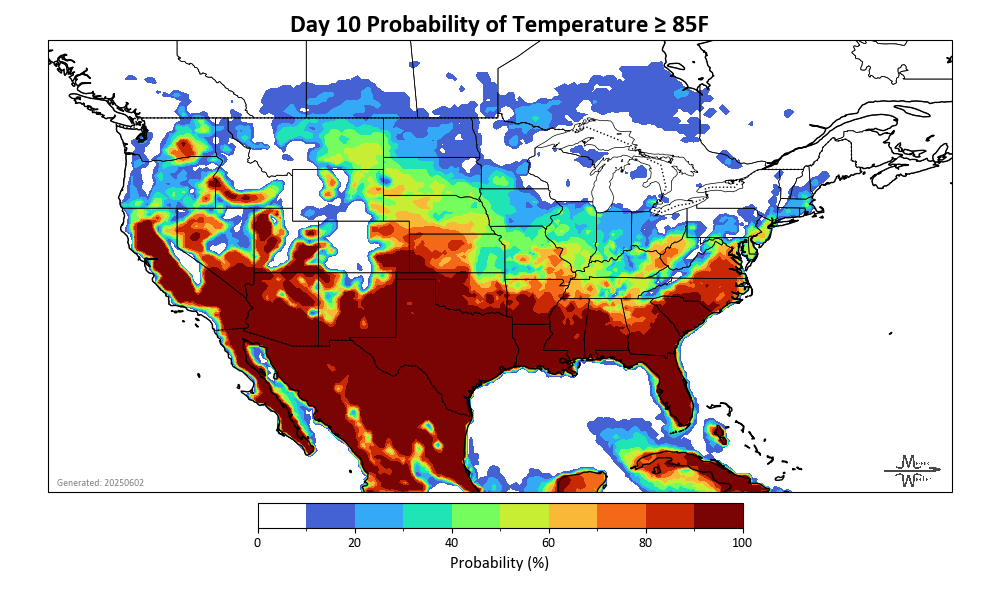 Day 10 Probability of Temperature ≥ 85F
Generated: 20250602
0 20 40 60 80 100
Probability (%)